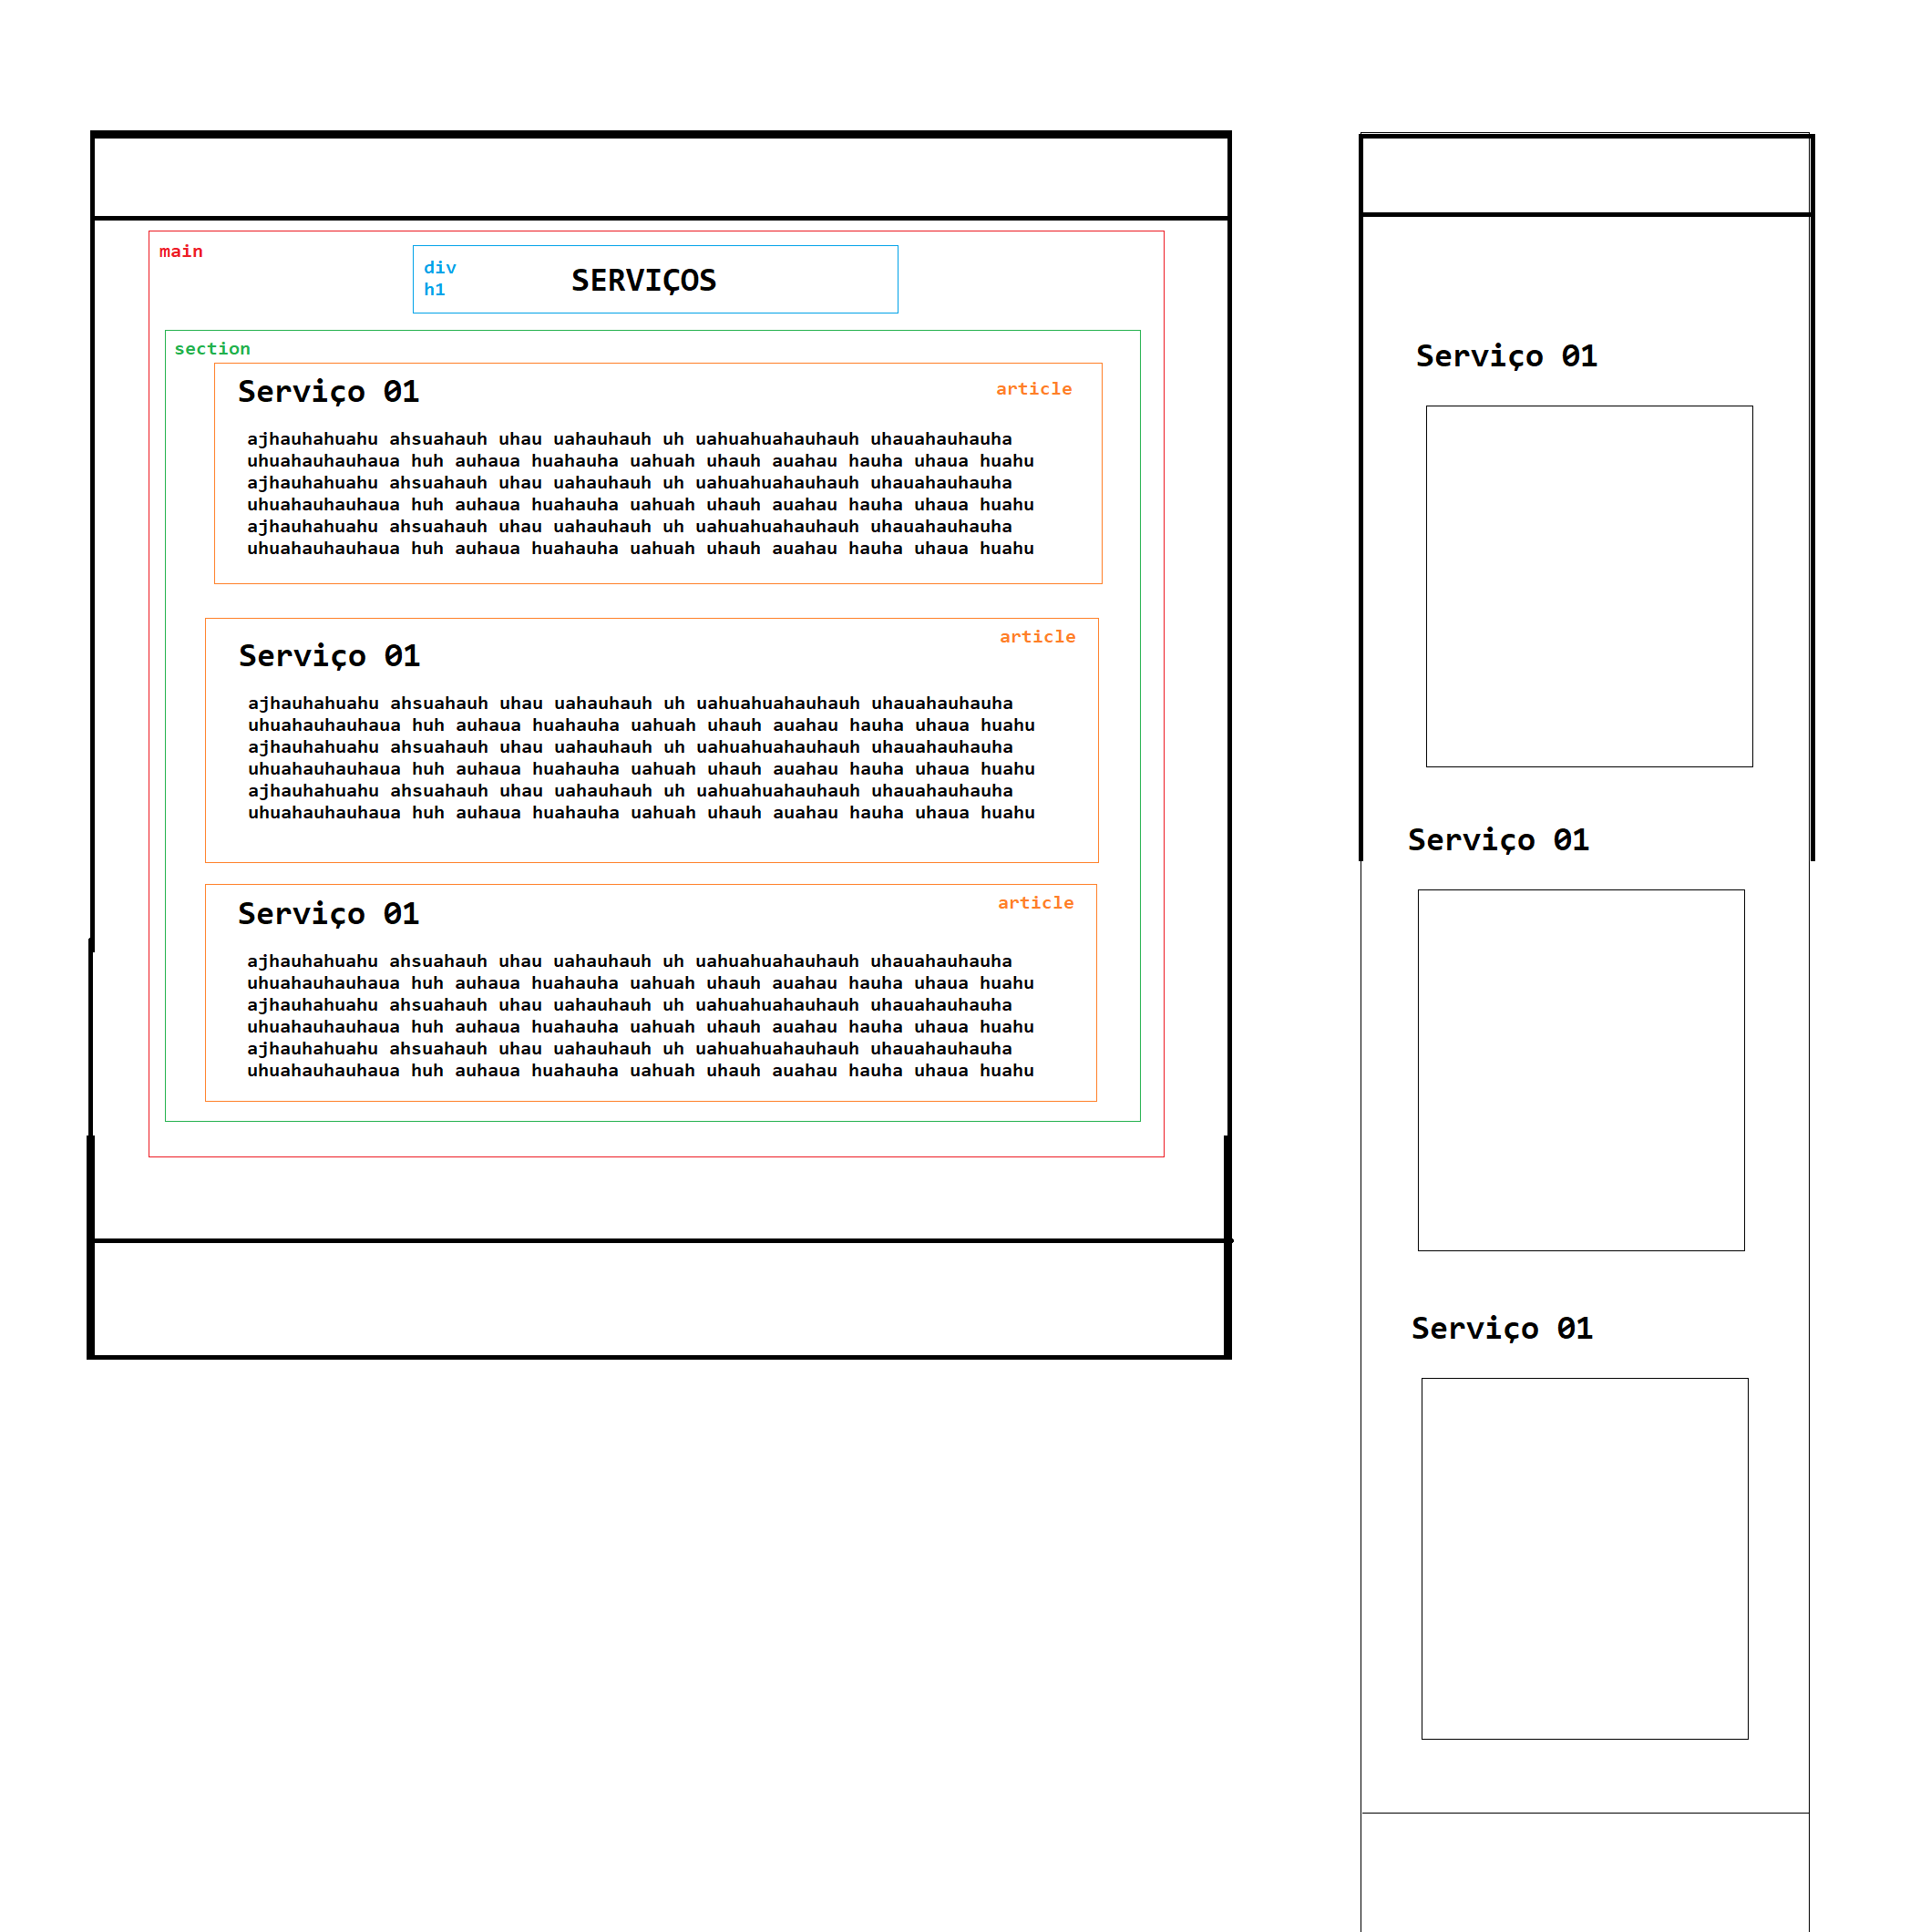 main
div
h1
SERVIÇOS
section
Serviço 01
article
ajhauhahuahu ahsuahauh uhau uahauhauh uh uahuahuahauhauh uhauahauhauha
uhuahauhauhaua huh auhaua huahauha uahuah uhauh auahau hauha uhaua huahu
ajhauhahuahu ahsuahauh uhau uahauhauh uh uahuahuahauhauh uhauahauhauha
uhuahauhauhaua huh auhaua huahauha uahuah uhauh auahau hauha uhaua huahu
ajhauhahuahu ahsuahauh uhau uahauhauh uh uahuahuahauhauh uhauahauhauha
uhuahauhauhaua huh auhaua huahauha uahuah uhauh auahau hauha uhaua huahu
article
Serviço 01
ajhauhahuahu ahsuahauh uhau uahauhauh uh uahuahuahauhauh uhauahauhauha
uhuahauhauhaua huh auhaua huahauha uahuah uhauh auahau hauha uhaua huahu
ajhauhahuahu ahsuahauh uhau uahauhauh uh uahuahuahauhauh uhauahauhauha
uhuahauhauhaua huh auhaua huahauha uahuah uhauh auahau hauha uhaua huahu
ajhauhahuahu ahsuahauh uhau uahauhauh uh uahuahuahauhauh uhauahauhauha
uhuahauhauhaua huh auhaua huahauha uahuah uhauh auahau hauha uhaua huahu
article
Serviço 01
ajhauhahuahu ahsuahauh uhau uahauhauh uh uahuahuahauhauh uhauahauhauha
uhuahauhauhaua huh auhaua huahauha uahuah uhauh auahau hauha uhaua huahu
ajhauhahuahu ahsuahauh uhau uahauhauh uh uahuahuahauhauh uhauahauhauha
uhuahauhauhaua huh auhaua huahauha uahuah uhauh auahau hauha uhaua huahu
ajhauhahuahu ahsuahauh uhau uahauhauh uh uahuahuahauhauh uhauahauhauha
uhuahauhauhaua huh auhaua huahauha uahuah uhauh auahau hauha uhaua huahu
Serviço 01
Serviço 01
Serviço 01